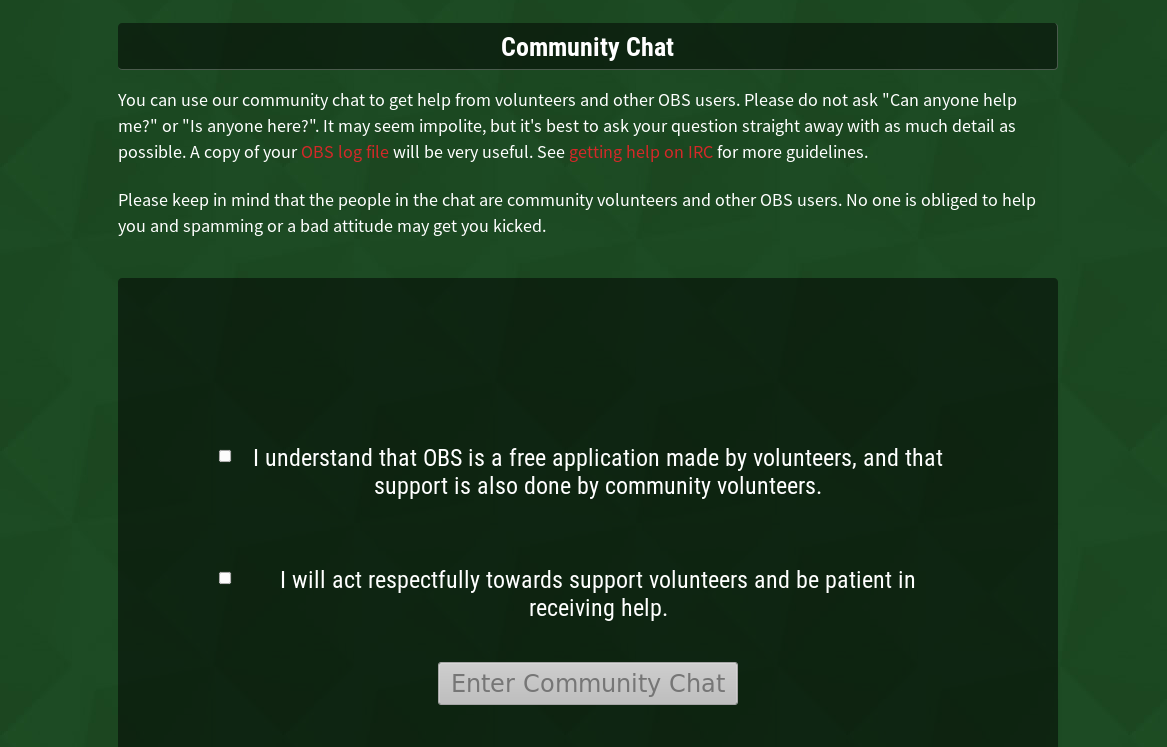 Community Chat
You can use our community chat to get help from volunteers and other OBS users. Please do not ask "Can anyone help
me?" or "Is anyone here?". It may seem impolite, but it's best to ask your question straight away with as much detail as
possible. A copy of your OBS log file will be very useful. See getting help on IRC for more guidelines.
Please keep in mind that the people in the chat are community volunteers and other OBS users. No one is obliged to help
you and spamming or a bad attitude may get you kicked.
I understand that OBS is a free application made by volunteers, and that
support is also done by community volunteers.
I will act respectfully towards support volunteers and be patient in
receiving help.
Enter Community Chat